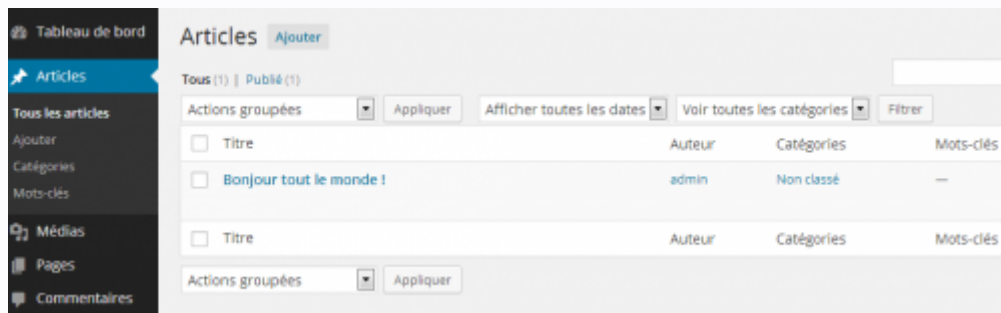 Tableau de bord
Articles
Tous les articles
Ajouter
Catégories
Mots-clés
Médias
Pages
Commentaires
Articles Ajouter
Tous (1) | Publié (1)
Actions groupées Appliquer Afficher toutes les dates Voir toutes les catégories Filtrer
Titre Auteur Catégories Mots-clés
Bonjour tout le monde ! admin Non classé —
Titre Auteur Catégories Mots-clés
Actions groupées Appliquer